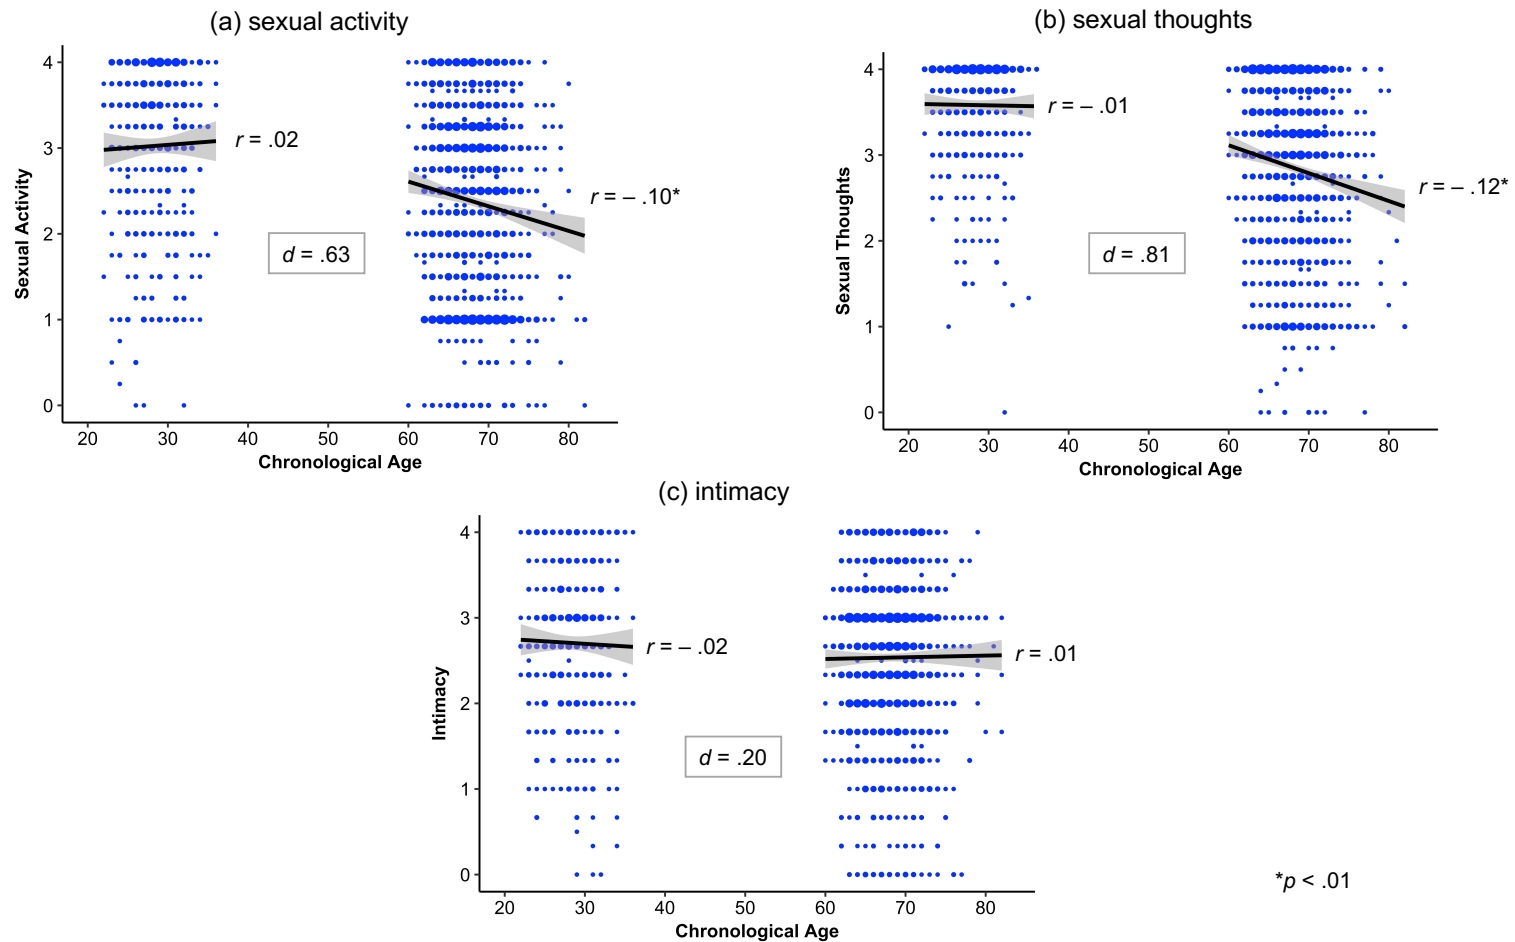 (a) sexual activity
4
3
2
1
0
Sexual Activity
r = .02
r = – .10*
d = .63
20 30 40 50 60 70 80
Chronological Age
(b) sexual thoughts
4
3
2
1
0
Sexual Thoughts
r = – .01
r = – .12*
d = .81
20 30 40 50 60 70 80
Chronological Age
(c) intimacy
4
3
2
1
0
Intimacy
r = – .02
r = .01
d = .20
20 30 40 50 60 70 80
Chronological Age
*p < .01